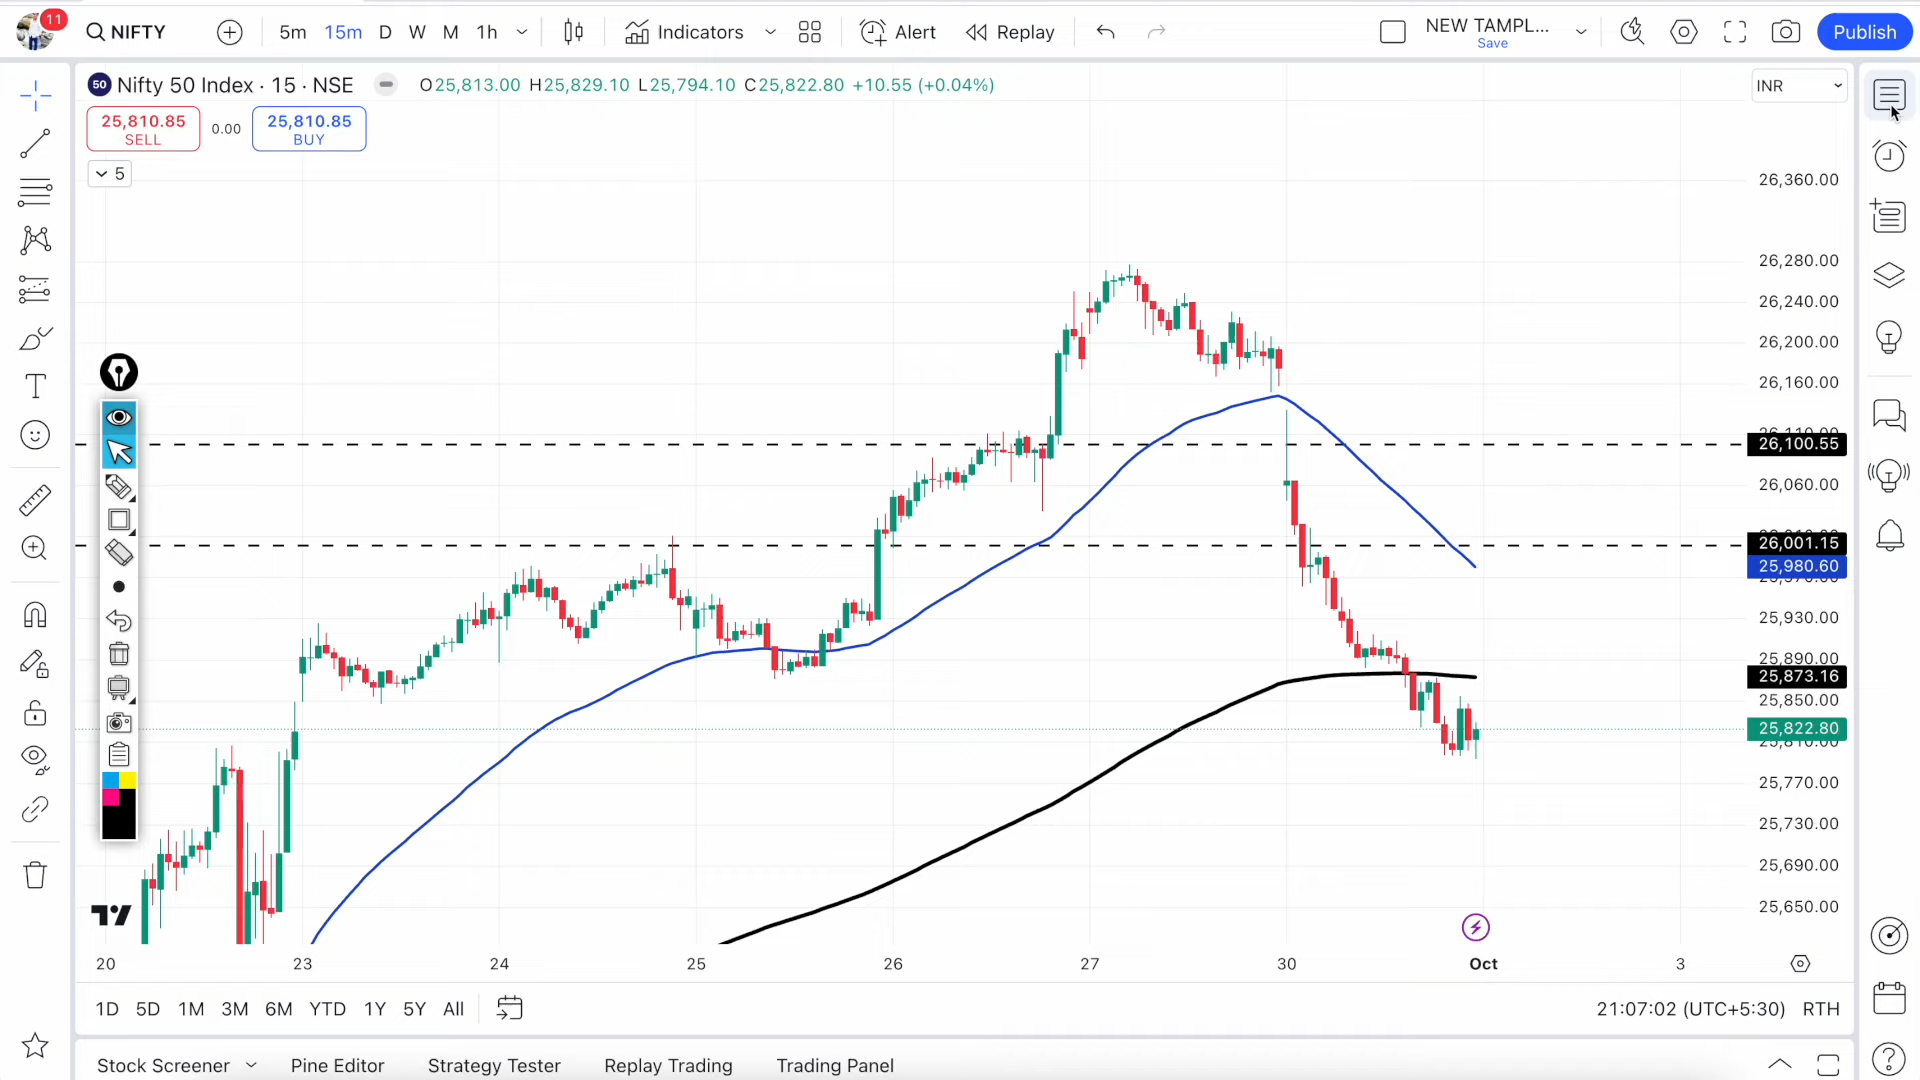 11
NIFTY
5m 15m D W M 1h
Indicators
Alert
Replay
NEW TAMPL...
Save
Publish
50 Nifty 50 Index · 15 · NSE
O25,813.00 H25,829.10 L25,794.10 C25,822.80 +10.55 (+0.04%)
INR
25,810.85
SELL
0.00
25,810.85
BUY
5
26,360.00
26,280.00
26,240.00
26,200.00
26,160.00
26,100.55
26,060.00
26,001.15
25,980.60
25,930.00
25,890.00
25,873.16
25,850.00
25,822.80
25,810.00
25,770.00
25,730.00
25,690.00
25,650.00
20 23 24 25 26 27 30 Oct 3
1D 5D 1M 3M 6M YTD 1Y 5Y All
21:07:02 (UTC+5:30) RTH
Stock Screener Pine Editor Strategy Tester Replay Trading Trading Panel